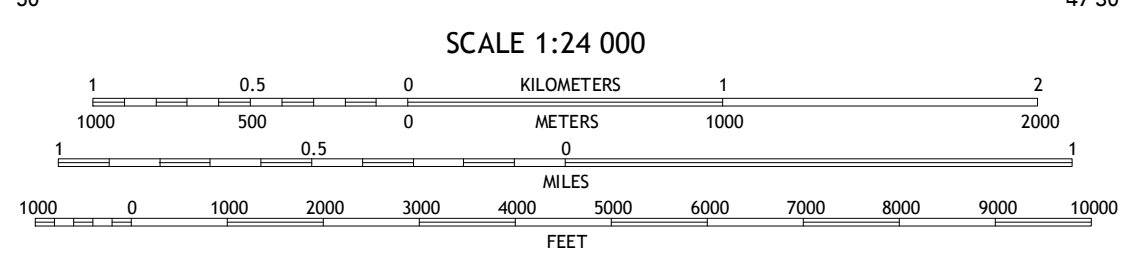 SCALE 1:24 000
1 0.5 0 KILOMETERS 1 2
1000 500 0 METERS 1000 2000
1 0.5 0 1
MILES
1000 0 1000 2000 3000 4000 5000 6000 7000 8000 9000 10000
FEET